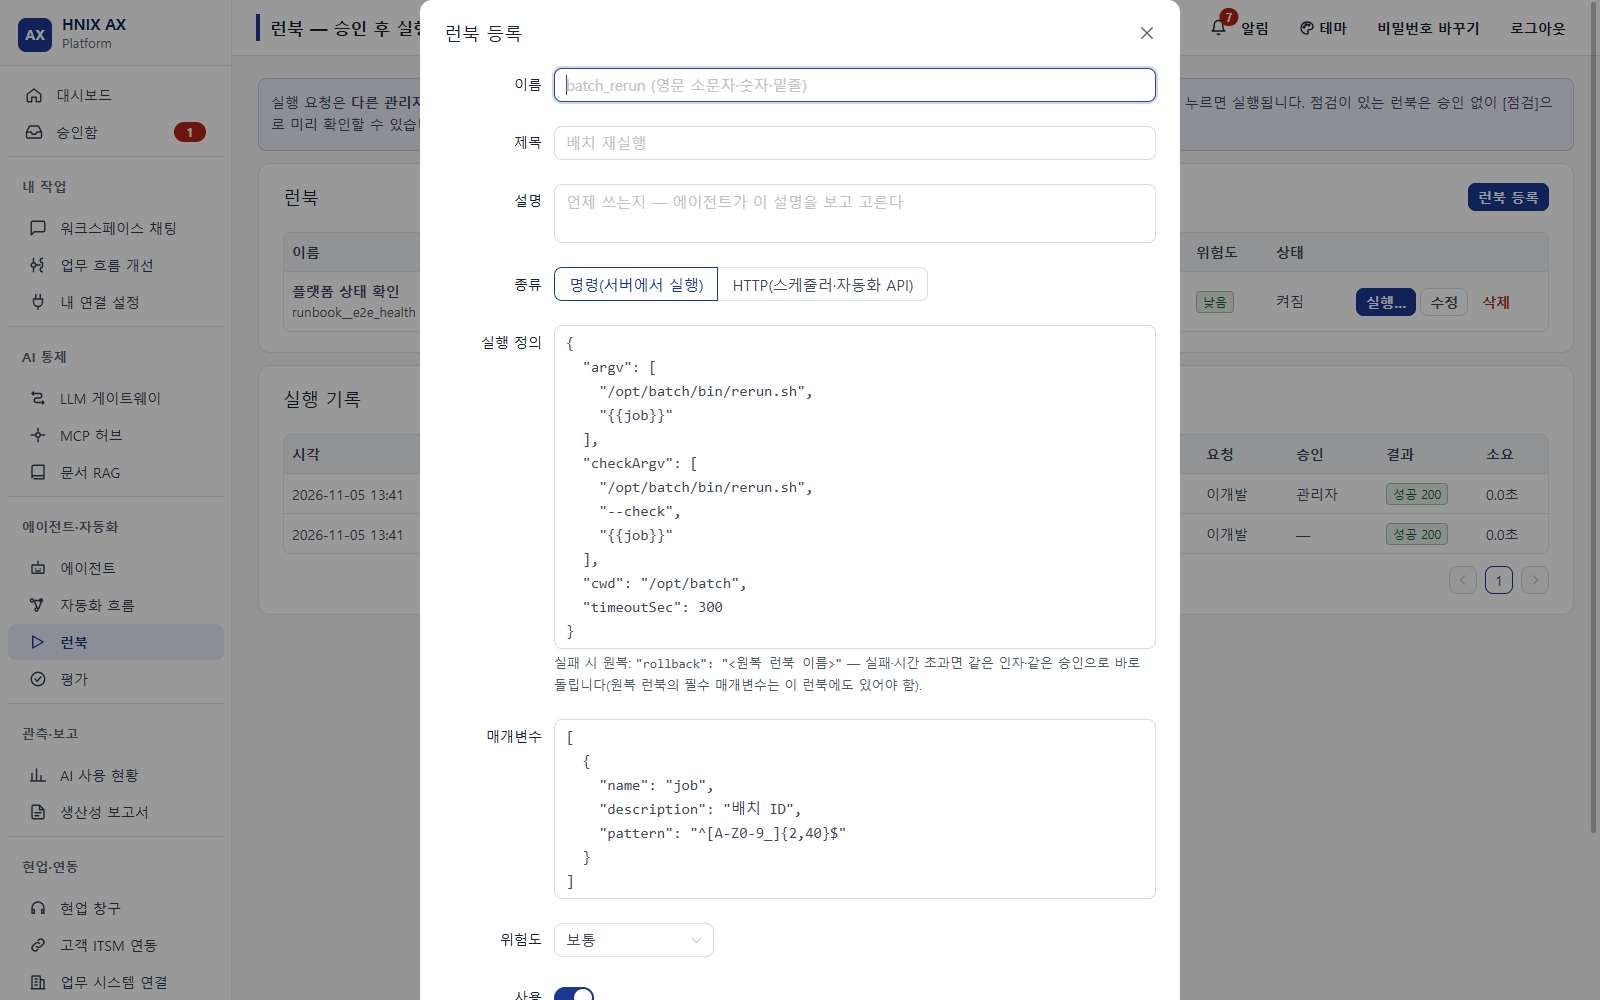 AX
HNIX AX
Platform
대시보드
승인함
1
내 작업
워크스페이스 채팅
업무 흐름 개선
내 연결 설정
AI 통제
LLM 게이트웨이
MCP 허브
문서 RAG
에이전트·자동화
에이전트
자동화 흐름
런북
평가
관측·보고
AI 사용 현황
생산성 보고서
현업·연동
현업 창구
고객 ITSM 연동
업무 시스템 연결
런북 — 승인 후 실행
7
알림
테마
비밀번호 바꾸기
로그아웃
실행 요청은 다른 관리자
누르면 실행됩니다. 점검이 있는 런북은 승인 없이 [점검]으
로 미리 확인할 수 있습
런북
런북 등록
이름
위험도
상태
플랫폼 상태 확인
runbook__e2e_health
낮음
켜짐
실행...
수정
삭제
실행 기록
시각
요청
승인
결과
소요
2026-11-05 13:41
이개발
관리자
성공 200
0.0초
2026-11-05 13:41
이개발
—
성공 200
0.0초
1
런북 등록
이름
batch_rerun (영문 소문자·숫자·밑줄)
제목
배치 재실행
설명
언제 쓰는지 — 에이전트가 이 설명을 보고 고른다
종류
명령(서버에서 실행)
HTTP(스케줄러·자동화 API)
실행 정의
{
"argv": [
"/opt/batch/bin/rerun.sh",
"{{job}}"
],
"checkArgv": [
"/opt/batch/bin/rerun.sh",
"--check",
"{{job}}"
],
"cwd": "/opt/batch",
"timeoutSec": 300
}
실패 시 원복: "rollback": "<원복 런북 이름>" — 실패·시간 초과면 같은 인자·같은 승인으로 바로
돌립니다(원복 런북의 필수 매개변수는 이 런북에도 있어야 함).
매개변수
[
{
"name": "job",
"description": "배치 ID",
"pattern": "^[A-Z0-9_]{2,40}$"
}
]
위험도
보통
사용